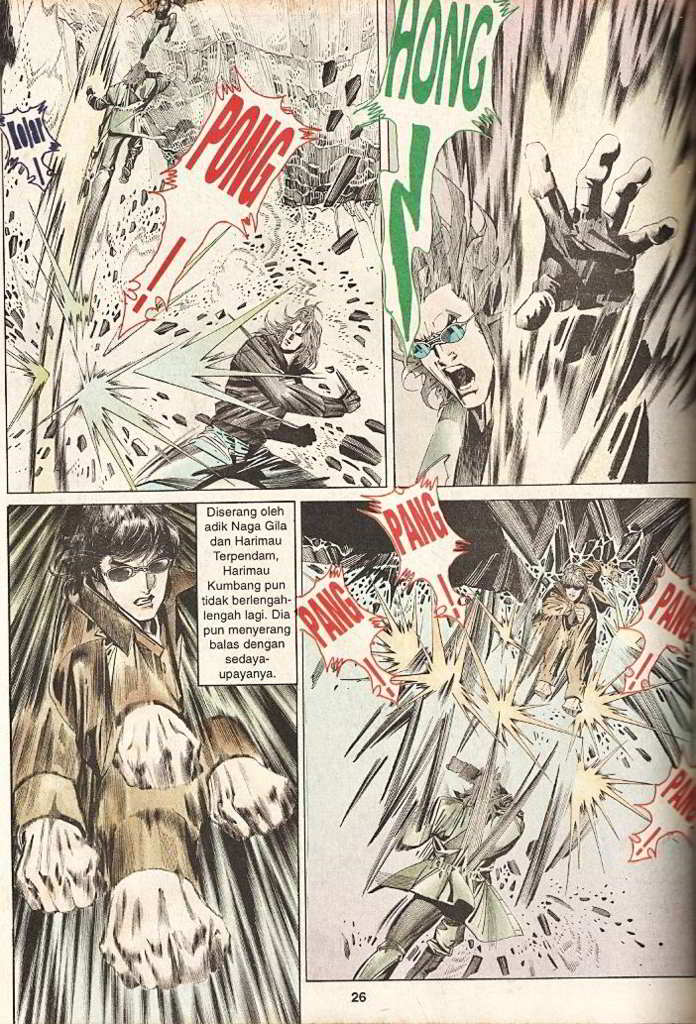 PONG
!
HONG
!
Diserang oleh
adik Naga Gila
dan Harimau
Terpendam,
Harimau
Kumbang pun
tidak berlengah-
lengah lagi. Dia
pun menyerang
balas dengan
sedaya-
upayanya.
PANG
!
PANG
!
PANG
!
PANG
!
26